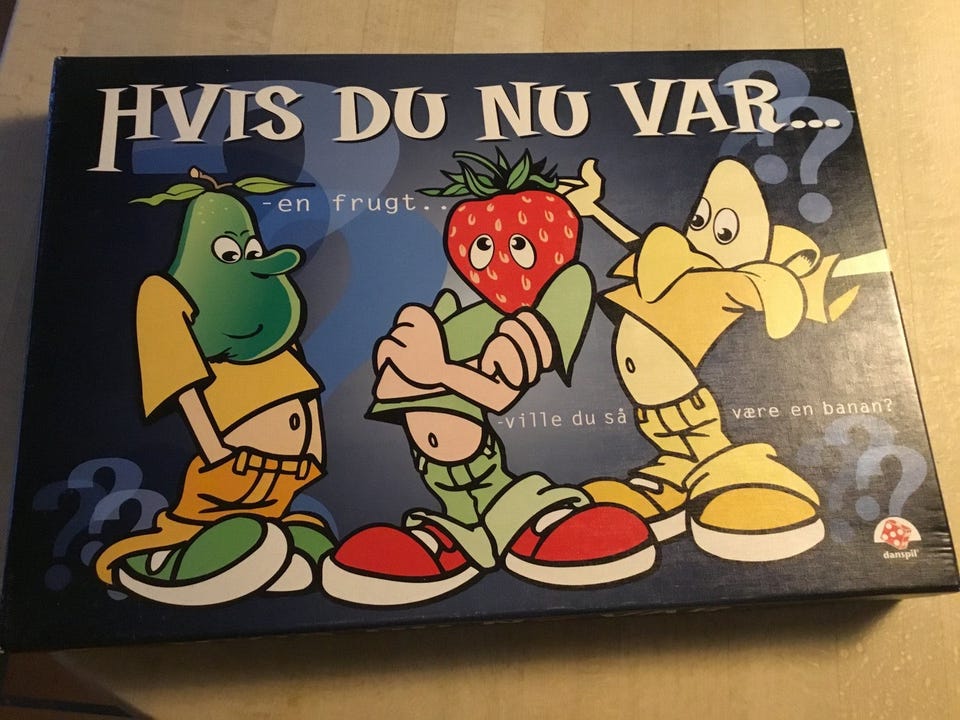 HVIS DU NU VAR...
-en frugt..
-ville du så være en banan?
danspil